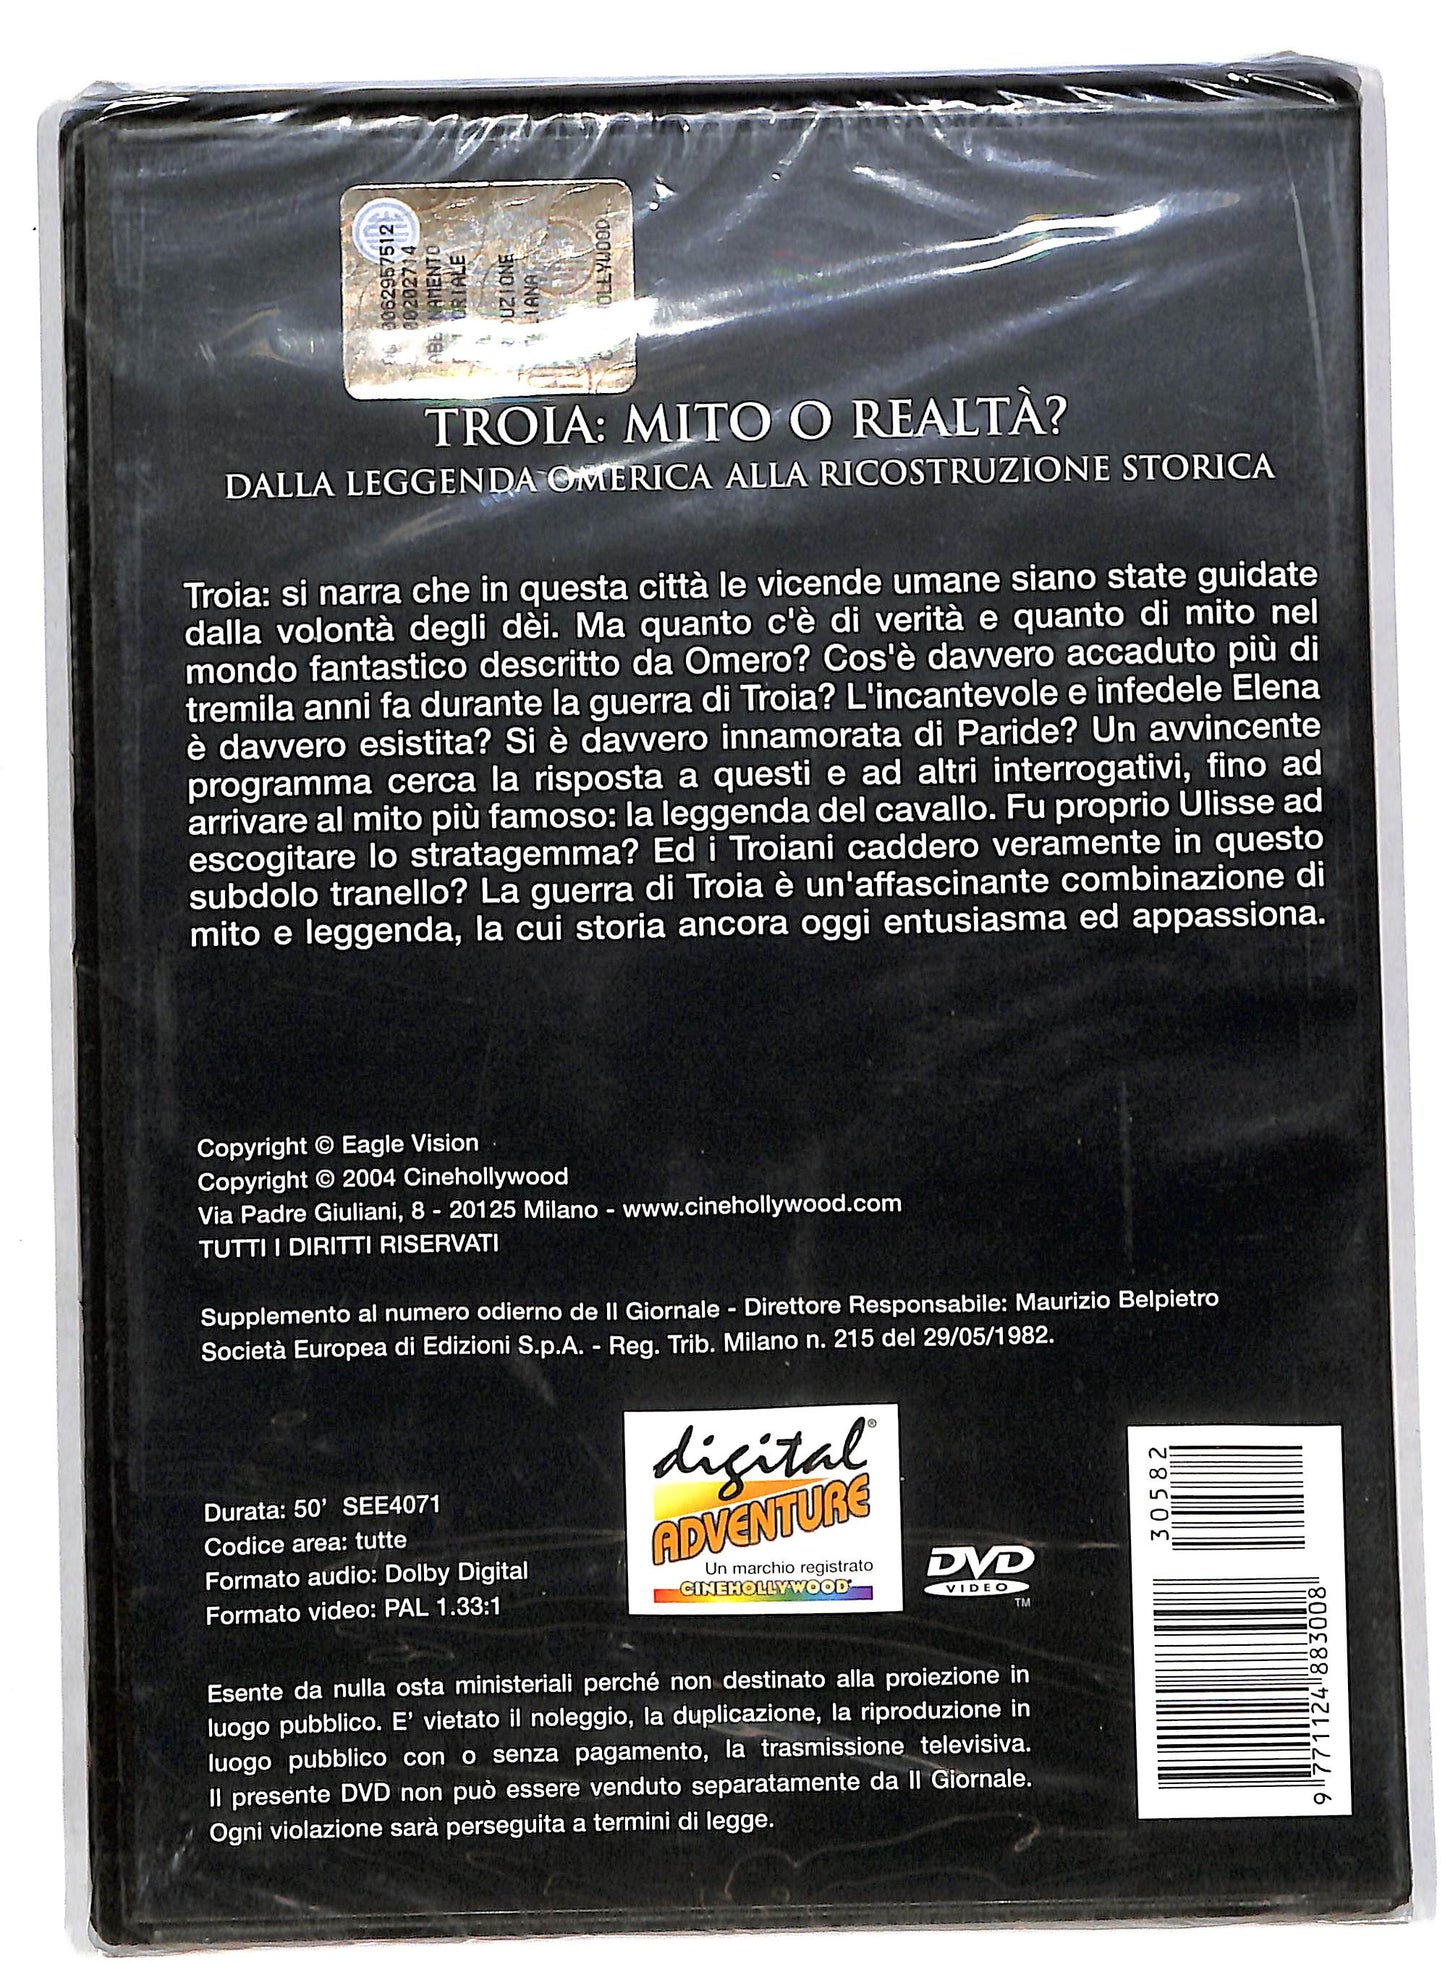 0062957512
00202714
TROIA: MITO O REALTÀ?
DALLA LEGGENDA OMERICA ALLA RICOSTRUZIONE STORICA
Troia: si narra che in questa città le vicende umane siano state guidate
dalla volontà degli dèi. Ma quanto c'è di verità e quanto di mito nel
mondo fantastico descritto da Omero? Cos'è davvero accaduto più di
tremila anni fa durante la guerra di Troia? L'incantevole e infedele Elena
è davvero esistita? Si è davvero innamorata di Paride? Un avvincente
programma cerca la risposta a questi e ad altri interrogativi, fino ad
arrivare al mito più famoso: la leggenda del cavallo. Fu proprio Ulisse ad
escogitare lo stratagemma? Ed i Troiani caddero veramente in questo
subdolo tranello? La guerra di Troia è un'affascinante combinazione di
mito e leggenda, la cui storia ancora oggi entusiasma ed appassiona.
Copyright © Eagle Vision
Copyright © 2004 Cinehollywood
Via Padre Giuliani, 8 - 20125 Milano - www.cinehollywood.com
TUTTI I DIRITTI RISERVATI
Supplemento al numero odierno de Il Giornale - Direttore Responsabile: Maurizio Belpietro
Società Europea di Edizioni S.p.A. - Reg. Trib. Milano n. 215 del 29/05/1982.
Durata: 50’ SEE4071
Codice area: tutte
Formato audio: Dolby Digital
Formato video: PAL 1.33:1
digital®
ADVENTURE
Un marchio registrato
CINEHOLLYWOOD
DVD
VIDEO
TM
30582
9 771124 883008
Esente da nulla osta ministeriali perché non destinato alla proiezione in
luogo pubblico. E’ vietato il noleggio, la duplicazione, la riproduzione in
luogo pubblico con o senza pagamento, la trasmissione televisiva.
Il presente DVD non può essere venduto separatamente da Il Giornale.
Ogni violazione sarà perseguita a termini di legge.